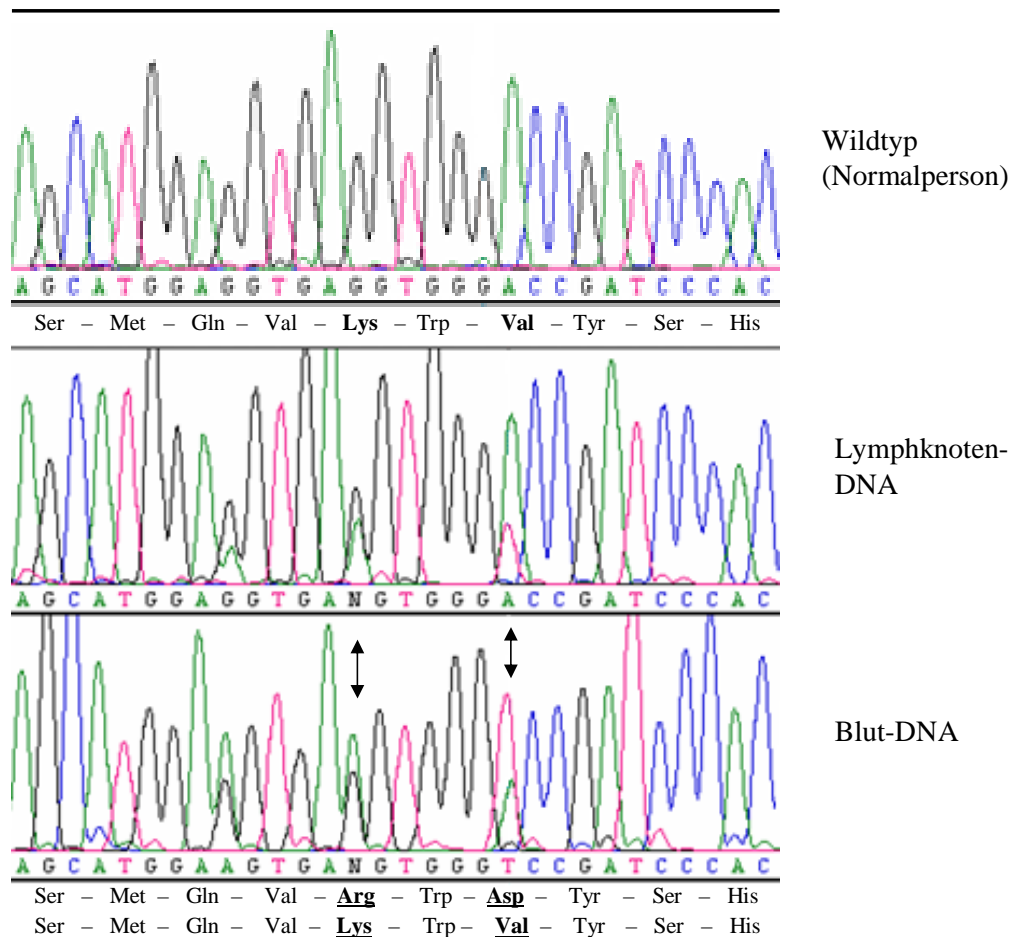 Wildtyp
(Normalperson)
A G C A T G G A G G T G A G G T G G G A C C G A T C C C A C
Ser – Met – Gln – Val – Lys – Trp – Val – Tyr – Ser – His
Lymphknoten-
DNA
A G C A T G G A G G T G A N G T G G G A C C G A T C C C A C
Blut-DNA
A G C A T G G A A G T G A N G T G G G T C C G A T C C C A C
Ser – Met – Gln – Val – Arg – Trp – Asp – Tyr – Ser – His
Ser – Met – Gln – Val – Lys – Trp – Val – Tyr – Ser – His